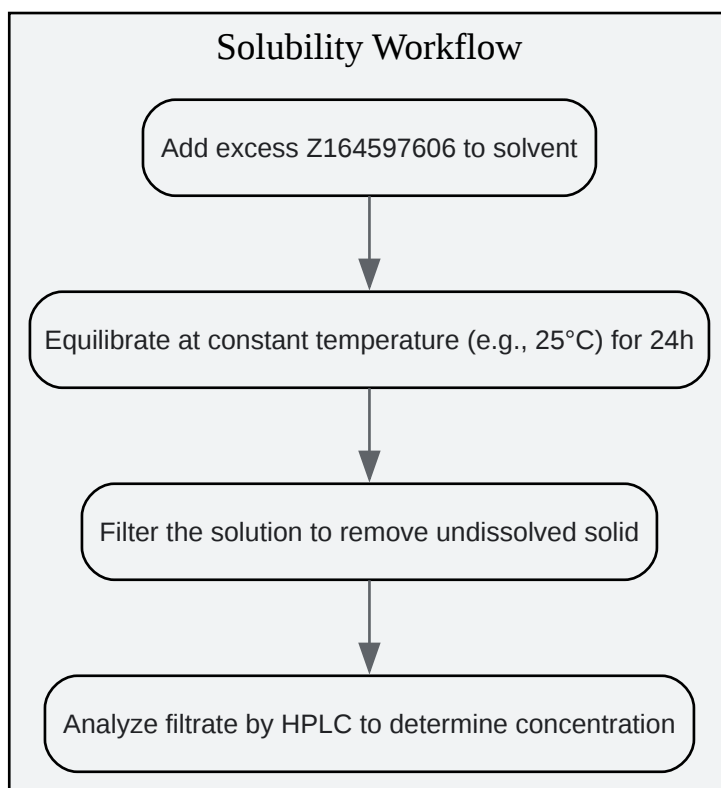 Solubility Workflow
Add excess Z164597606 to solvent
Equilibrate at constant temperature (e.g., 25°C) for 24h
Filter the solution to remove undissolved solid
Analyze filtrate by HPLC to determine concentration